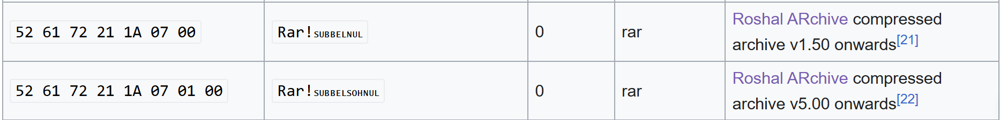 52 61 72 21 1A 07 00
Rar!SUBBELNUL
0
rar
Roshal ARchive compressed
archive v1.50 onwards[21]
52 61 72 21 1A 07 01 00
Rar!SUBBELSOHNUL
0
rar
Roshal ARchive compressed
archive v5.00 onwards[22]